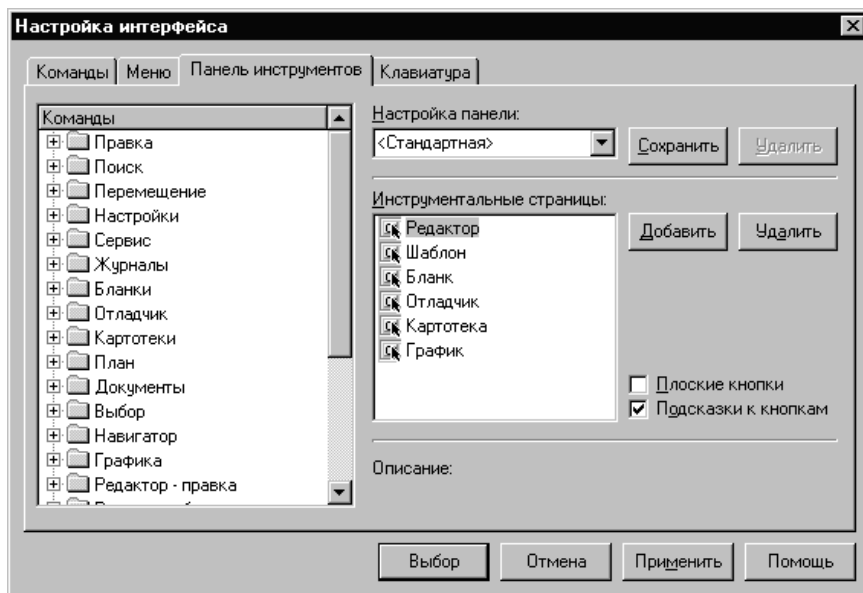 Настройка интерфейса
Команды Меню Панель инструментов Клавиатура
Команды
Правка
Поиск
Перемещение
Настройки
Сервис
Журналы
Бланки
Отладчик
Картотеки
План
Документы
Выбор
Навигатор
Графика
Редактор - правка
Настройка панели:
<Стандартная>
Сохранить Удалить
Инструментальные страницы:
Редактор
Шаблон
Бланк
Отладчик
Картотека
График
Добавить Удалить
Плоские кнопки
Подсказки к кнопкам
Описание:
Выбор Отмена Применить Помощь